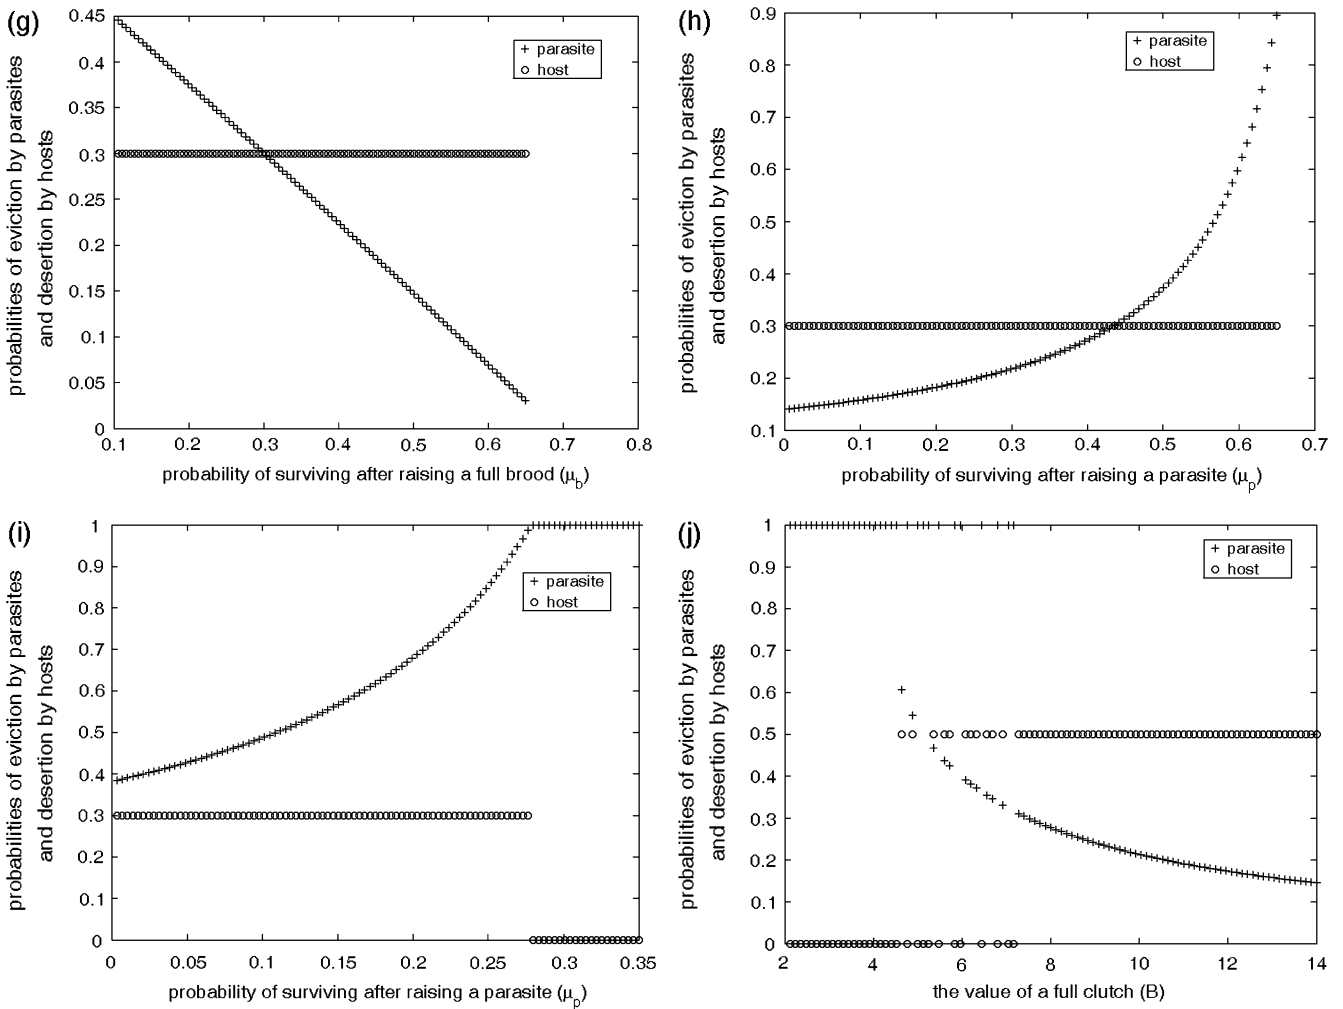 (g)
probabilities of eviction by parasites
and desertion by hosts
0.45
0.4
0.35
0.3
0.25
0.2
0.15
0.1
0.05
0
parasite
host
0.1 0.2 0.3 0.4 0.5 0.6 0.7 0.8
probability of surviving after raising a full brood (μb)
(h)
probabilities of eviction by parasites
and desertion by hosts
0.9
0.8
0.7
0.6
0.5
0.4
0.3
0.2
0.1
parasite
host
0 0.1 0.2 0.3 0.4 0.5 0.6 0.7
probability of surviving after raising a parasite (μp)
(i)
probabilities of eviction by parasites
and desertion by hosts
1
0.9
0.8
0.7
0.6
0.5
0.4
0.3
0.2
0.1
0
parasite
host
0 0.05 0.1 0.15 0.2 0.25 0.3 0.35
probability of surviving after raising a parasite (μp)
(j)
probabilities of eviction by parasites
and desertion by hosts
1
0.9
0.8
0.7
0.6
0.5
0.4
0.3
0.2
0.1
0
parasite
host
2 4 6 8 10 12 14
the value of a full clutch (B)